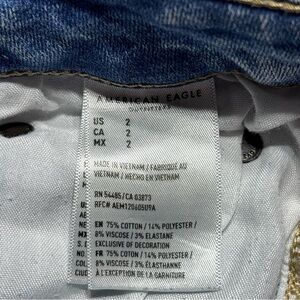 AMERICAN EAGLE
OUTFITTERS
US 2
CA 2
MX 2
MADE IN VIETNAM / FABRIQUÉ AU
VIETNAM / HECHO EN VIETNAM
RN 54485/CA 03873
RFC# AEM120605U9A
EN 75% COTTON / 14% POLYESTER /
8% VISCOSE / 3% ELASTANE
EXCLUSIVE OF DECORATION
FR 75% COTON / 14% POLYESTER /
8% VISCOSE / 3% ÉLASTHANNE
À L'EXCEPTION DE LA GARNITURE